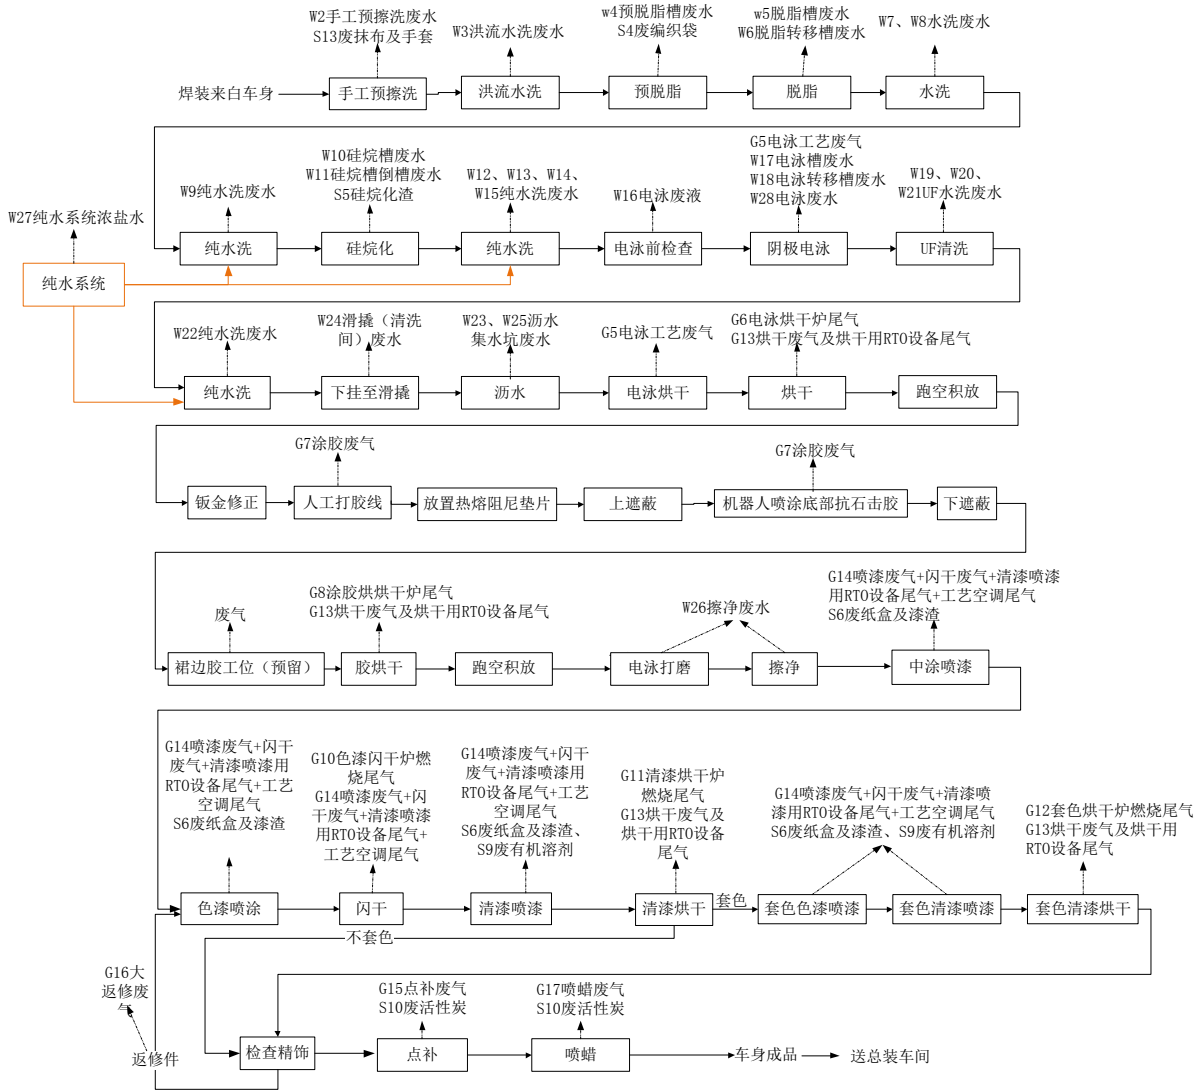 W2手工预擦洗废水
S13废抹布及手套
W3洪流水洗废水
w4预脱脂槽废水
S4废编织袋
w5脱脂槽废水
W6脱脂转移槽废水
W7、W8水洗废水
焊装来白车身
手工预擦洗
洪流水洗
预脱脂
脱脂
水洗
W27纯水系统浓盐水
纯水系统
W9纯水洗废水
W10硅烷槽废水
W11硅烷槽倒槽废水
S5硅烷化渣
W12、W13、W14、
W15纯水洗废水
W16电泳废液
G5电泳工艺废气
W17电泳槽废水
W18电泳转移槽废水
W28电泳废水
W19、W20、
W21UF水洗废水
纯水洗
硅烷化
纯水洗
电泳前检查
阴极电泳
UF清洗
W22纯水洗废水
W24滑撬（清洗
间）废水
W23、W25沥水
集水坑废水
G5电泳工艺废气
G6电泳烘干炉尾气
G13烘干废气及烘干用RTO设备尾气
纯水洗
下挂至滑撬
沥水
电泳烘干
烘干
跑空积放
G7涂胶废气
G7涂胶废气
钣金修正
人工打胶线
放置热熔阻尼垫片
上遮蔽
机器人喷涂底部抗石击胶
下遮蔽
废气
G8涂胶烘烘干炉尾气
G13烘干废气及烘干用RTO设备尾气
W26擦净废水
G14喷漆废气+闪干废气+清漆喷漆
用RTO设备尾气+工艺空调尾气
S6废纸盒及漆渣
裙边胶工位（预留）
胶烘干
跑空积放
电泳打磨
擦净
中涂喷漆
G14喷漆废气+闪干
废气+清漆喷漆用
RTO设备尾气+工艺
空调尾气
S6废纸盒及漆渣
G10色漆闪干炉燃
烧尾气
G14喷漆废气+闪
干废气+清漆喷漆
用RTO设备尾气+
工艺空调尾气
G14喷漆废气+闪干
废气+清漆喷漆用
RTO设备尾气+工艺
空调尾气
S6废纸盒及漆渣、
S9废有机溶剂
G11清漆烘干炉
燃烧尾气
G13烘干废气及
烘干用RTO设备
尾气
G14喷漆废气+闪干废气+清漆喷
漆用RTO设备尾气+工艺空调尾气
S6废纸盒及漆渣、S9废有机溶剂
G12套色烘干炉燃烧尾气
G13烘干废气及烘干用
RTO设备尾气
色漆喷涂
闪干
清漆喷漆
清漆烘干
套色
套色色漆喷漆
套色清漆喷漆
套色清漆烘干
不套色
G16大
返修废
气
返修件
G15点补废气
S10废活性炭
G17喷蜡废气
S10废活性炭
检查精饰
点补
喷蜡
车身成品
送总装车间